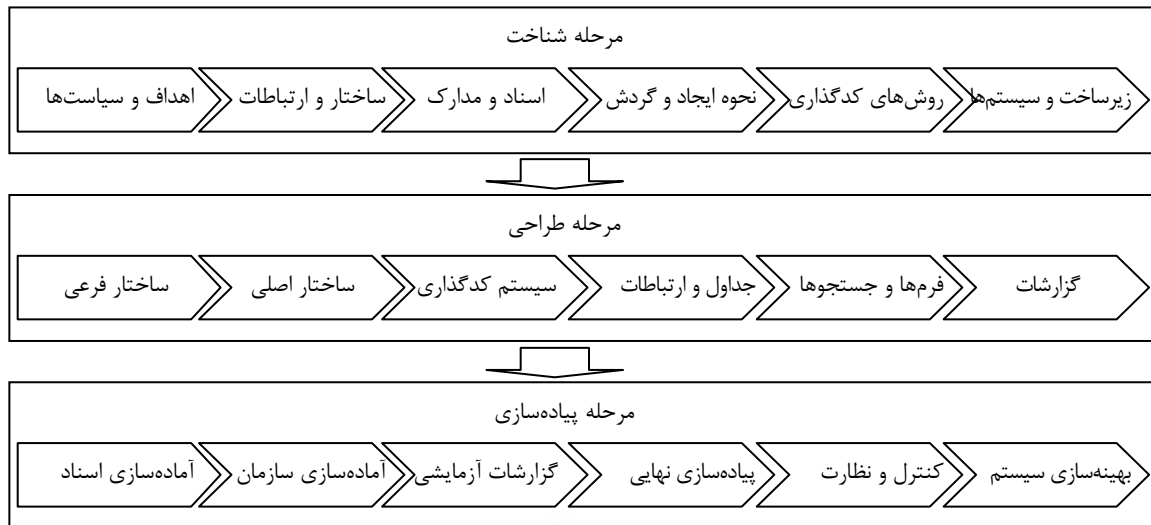 مرحله شناخت
اهداف و سیاست‌ها
ساختار و ارتباطات
اسناد و مدارک
نحوه ایجاد و گردش
روش‌های کدگذاری
زیرساخت و سیستم‌ها
مرحله طراحی
ساختار فرعی
ساختار اصلی
سیستم کدگذاری
جداول و ارتباطات
فرم‌ها و جستجوها
گزارشات
مرحله پیاده‌سازی
آماده‌سازی اسناد
آماده‌سازی سازمان
گزارشات آزمایشی
پیاده‌سازی نهایی
کنترل و نظارت
بهینه‌سازی سیستم